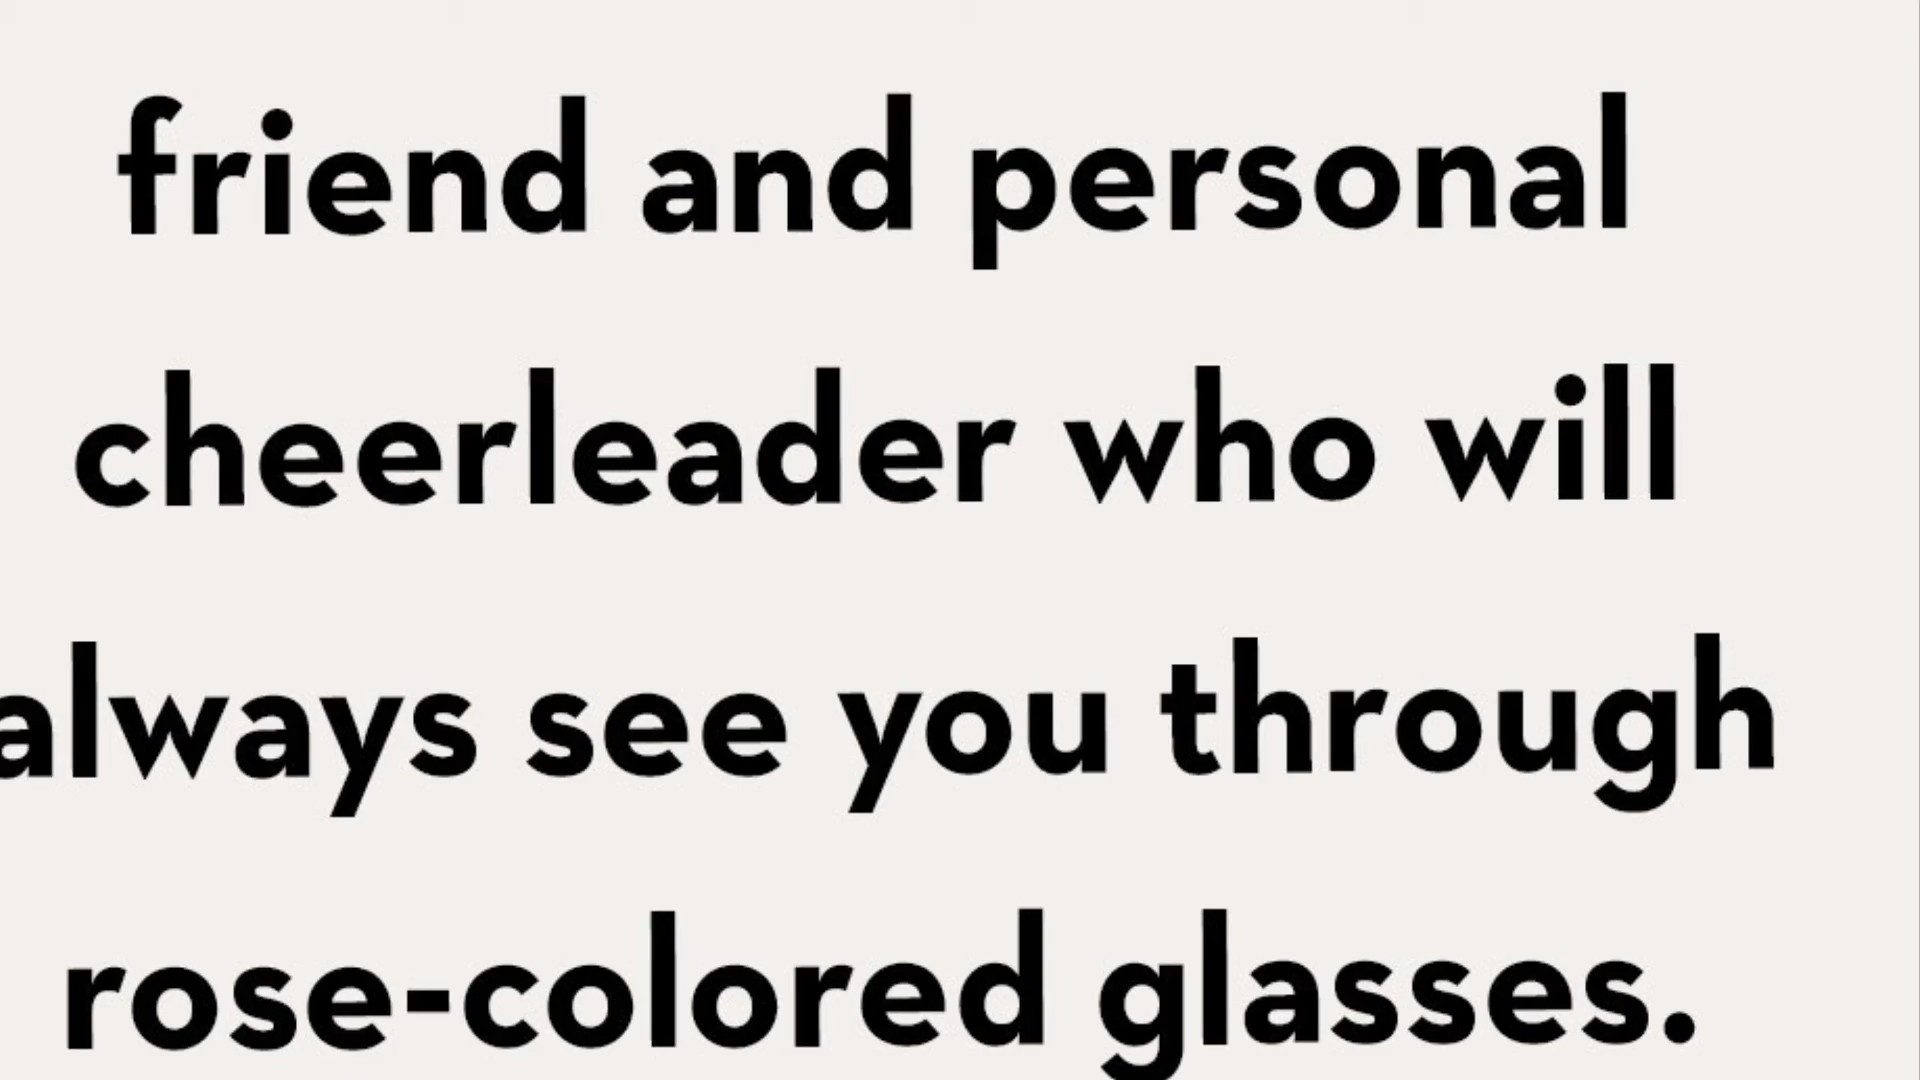 friend and personal
cheerleader who will
always see you through
rose-colored glasses.